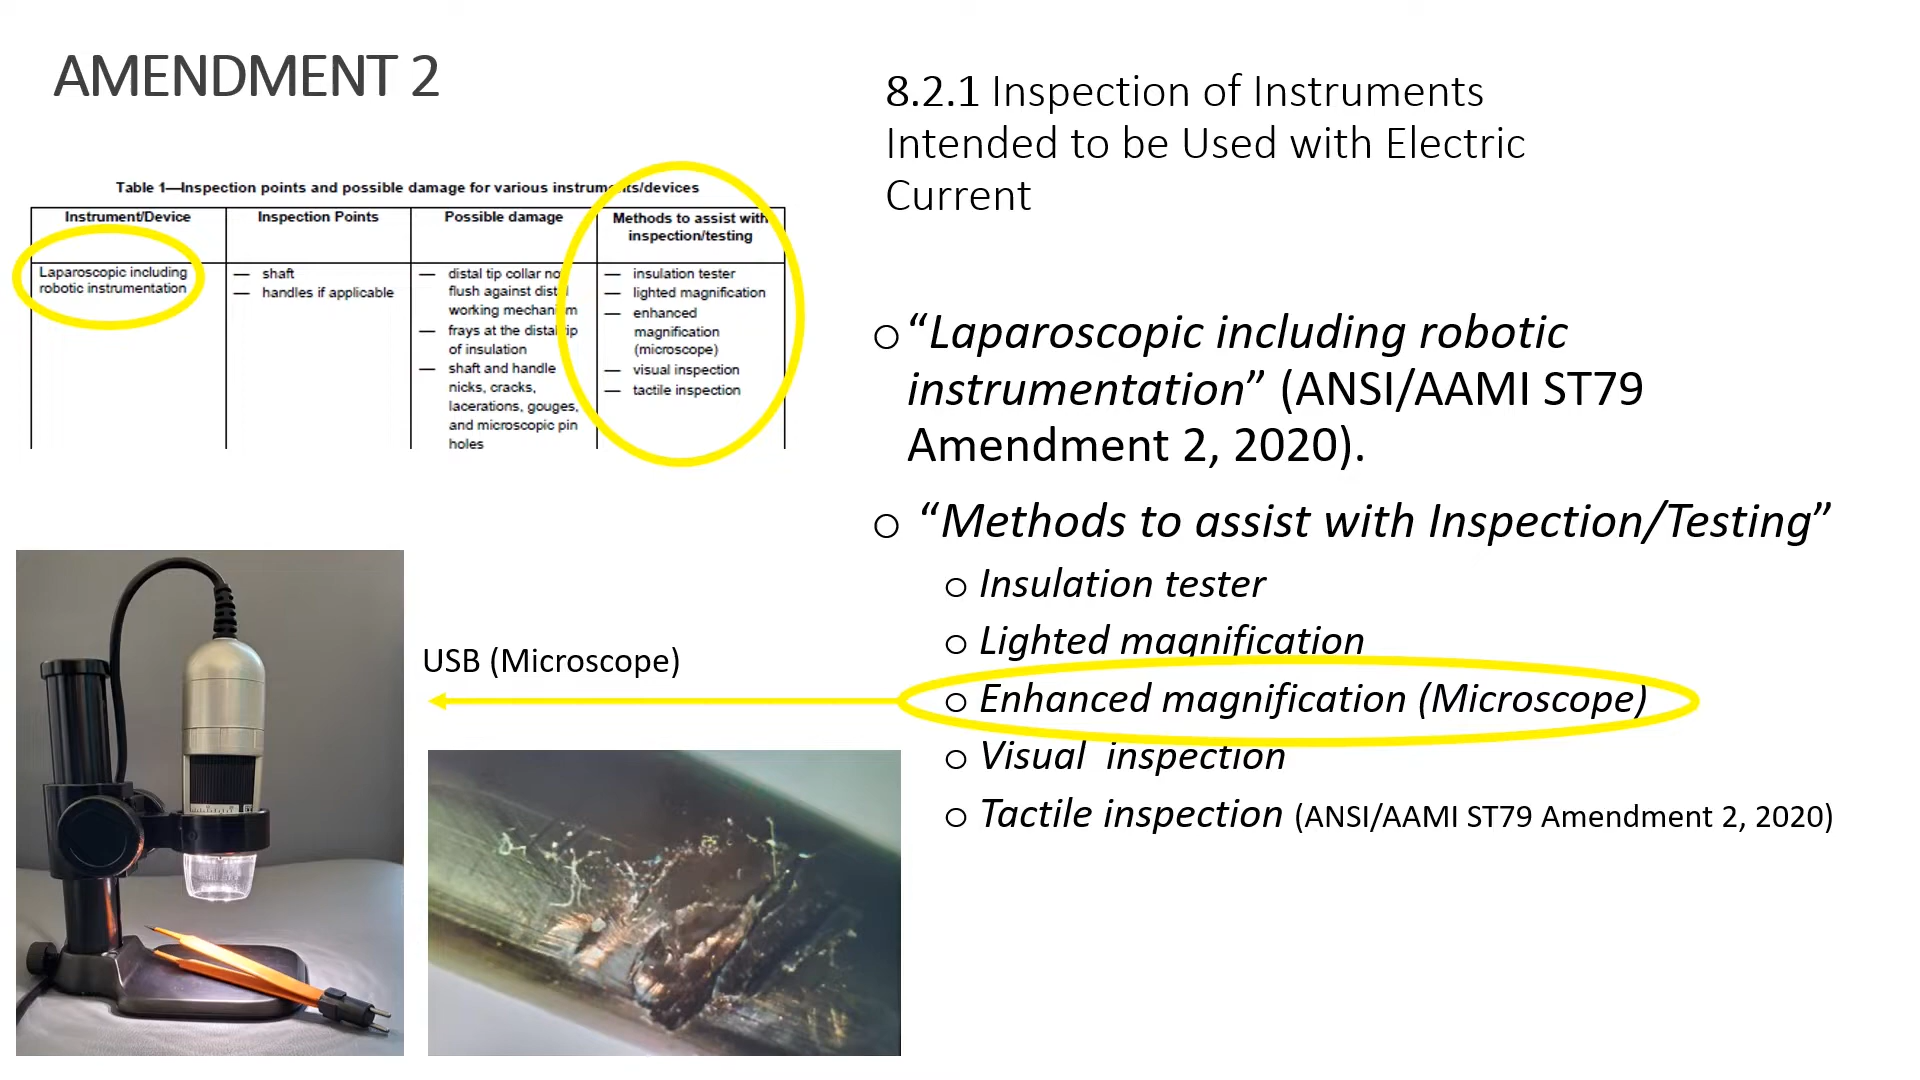 AMENDMENT 2
8.2.1 Inspection of Instruments
Intended to be Used with Electric
Current
Table 1—Inspection points and possible damage for various instruments/devices
Instrument/Device
Inspection Points
Possible damage
Methods to assist with
inspection/testing
Laparoscopic including
robotic instrumentation
— shaft
— handles if applicable
— distal tip collar not
flush against distal
working mechanism
— frays at the distal tip
of insulation
— shaft and handle
nicks, cracks,
lacerations, gouges,
and microscopic pin
holes
— insulation tester
— lighted magnification
— enhanced
magnification
(microscope)
— visual inspection
— tactile inspection
o “Laparoscopic including robotic
instrumentation” (ANSI/AAMI ST79
Amendment 2, 2020).
o “Methods to assist with Inspection/Testing”
o Insulation tester
o Lighted magnification
o Enhanced magnification (Microscope)
o Visual inspection
o Tactile inspection (ANSI/AAMI ST79 Amendment 2, 2020)
USB (Microscope)